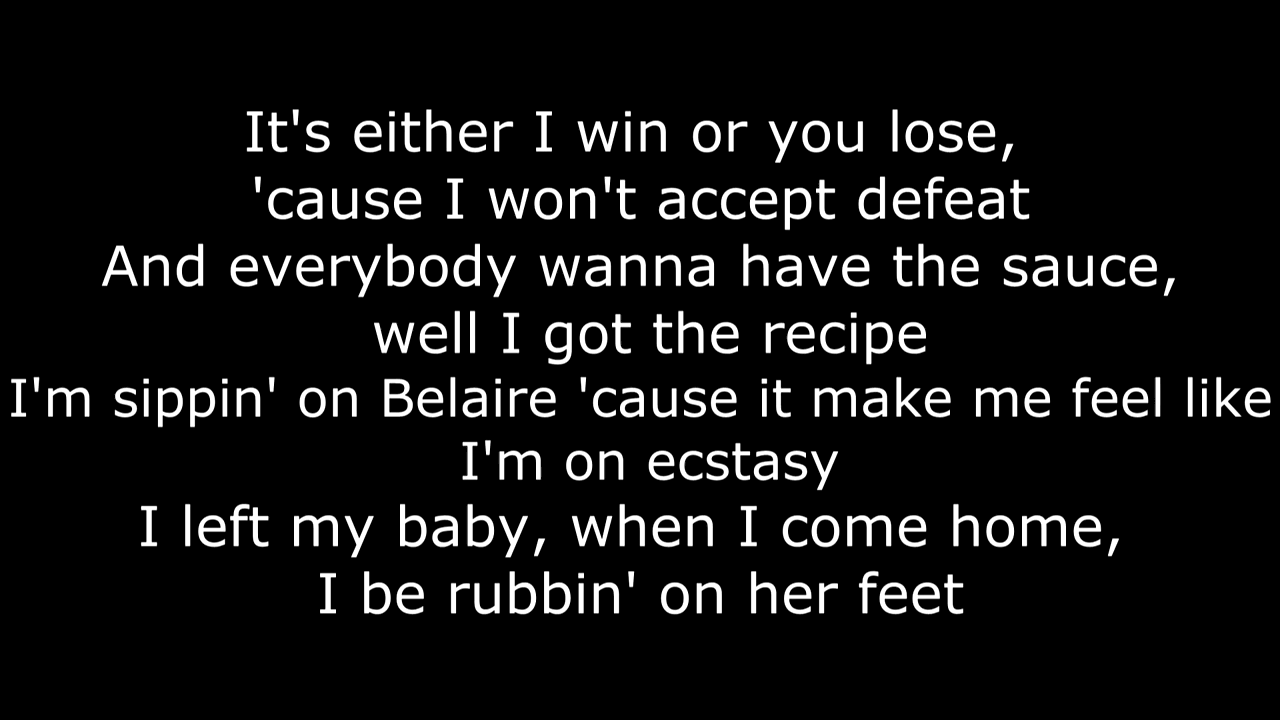 It's either I win or you lose,
'cause I won't accept defeat
And everybody wanna have the sauce,
well I got the recipe
I'm sippin' on Belaire 'cause it make me feel like
I'm on ecstasy
I left my baby, when I come home,
I be rubbin' on her feet